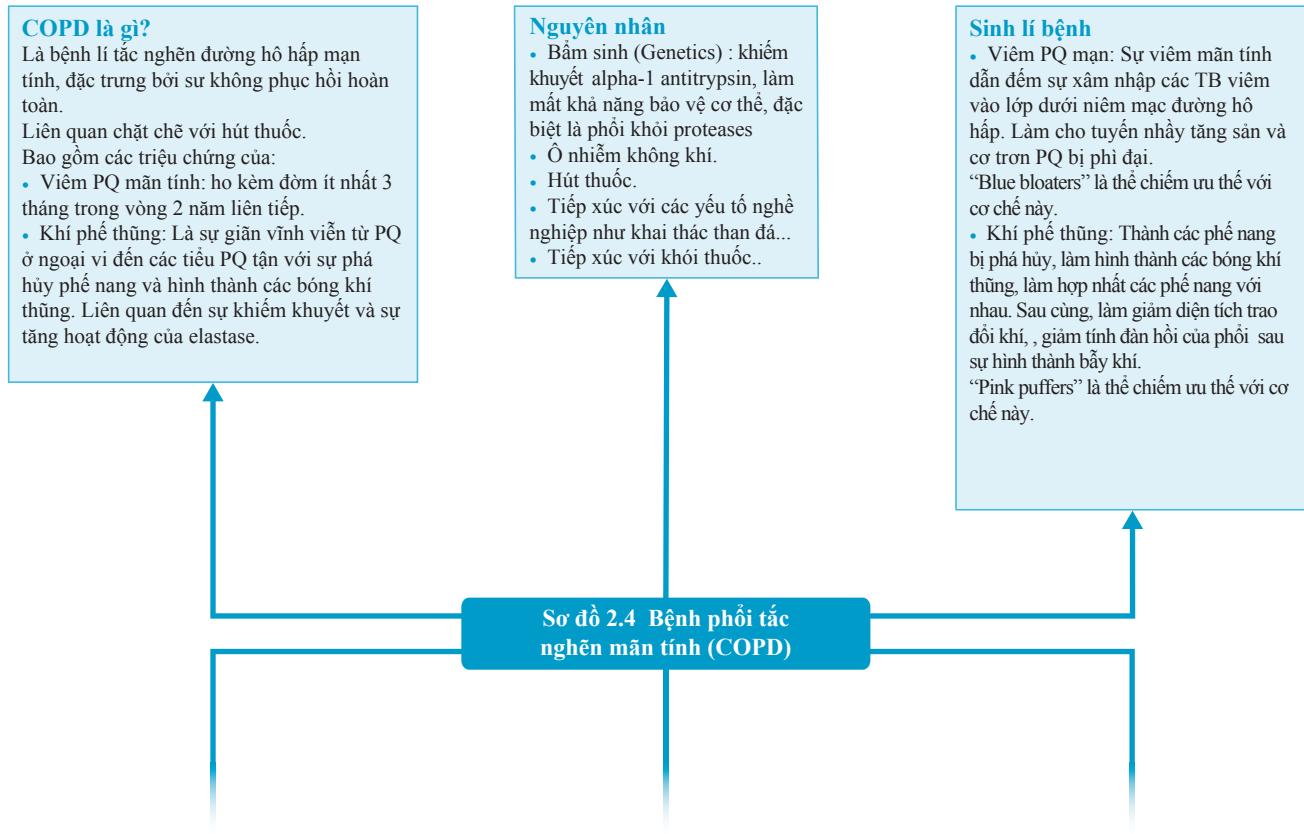 COPD là gì?
Là bệnh lí tắc nghẽn đường hô hấp mạn
tính, đặc trưng bởi sư không phục hồi hoàn
toàn.
Liên quan chặt chẽ với hút thuốc.
Bao gồm các triệu chứng của:
• Viêm PQ mãn tính: ho kèm đờm ít nhất 3
tháng trong vòng 2 năm liên tiếp.
• Khí phế thũng: Là sự giãn vĩnh viễn từ PQ
ở ngoại vi đến các tiểu PQ tận với sự phá
hủy phế nang và hình thành các bóng khí
thũng. Liên quan đến sự khiếm khuyết và sự
tăng hoạt động của elastase.
Nguyên nhân
• Bẩm sinh (Genetics) : khiếm
khuyết alpha-1 antitrypsin, làm
mất khả năng bảo vệ cơ thể, đặc
biệt là phổi khỏi proteases
• Ô nhiễm không khí.
• Hút thuốc.
• Tiếp xúc với các yếu tố nghề
nghiệp như khai thác than đá...
• Tiếp xúc với khói thuốc..
Sinh lí bệnh
• Viêm PQ mạn: Sự viêm mãn tính
dẫn đếm sự xâm nhập các TB viêm
vào lớp dưới niêm mạc đường hô
hấp. Làm cho tuyến nhầy tăng sản và
cơ trơn PQ bị phì đại.
“Blue bloaters” là thể chiếm ưu thế với
cơ chế này.
• Khí phế thũng: Thành các phế nang
bị phá hủy, làm hình thành các bóng khí
thũng, làm hợp nhất các phế nang với
nhau. Sau cùng, làm giảm diện tích trao
đổi khí, , giảm tính đàn hồi của phổi sau
sự hình thành bẫy khí.
“Pink puffers” là thể chiếm ưu thế với cơ
chế này.
Sơ đồ 2.4 Bệnh phổi tắc
nghẽn mãn tính (COPD)